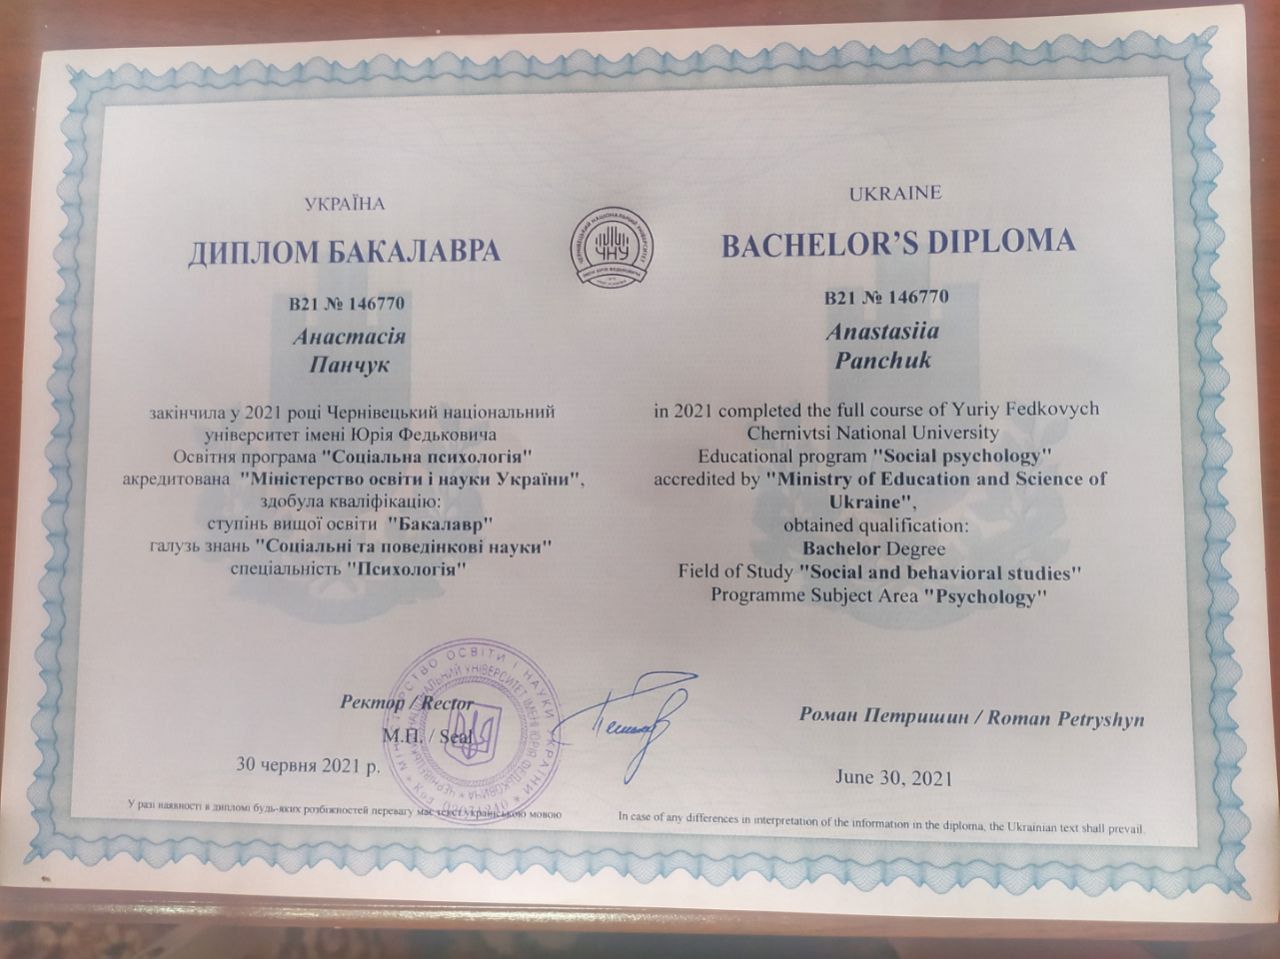 УКРАЇНА
ДИПЛОМ БАКАЛАВРА
B21 № 146770
Анастасія
Панчук
закінчила у 2021 році Чернівецький національний
університет імені Юрія Федьковича
Освітня програма "Соціальна психологія"
акредитована "Міністерство освіти і науки України",
здобула кваліфікацію:
ступінь вищої освіти "Бакалавр"
галузь знань "Соціальні та поведінкові науки"
спеціальність "Психологія"
ЧЕРНІВЕЦЬКИЙ НАЦІОНАЛЬНИЙ УНІВЕРСИТЕТ
ЧНУ
ІМЕНІ ЮРІЯ ФЕДЬКОВИЧА
UKRAINE
BACHELOR'S DIPLOMA
B21 № 146770
Anastasiia
Panchuk
in 2021 completed the full course of Yuriy Fedkovych
Chernivtsi National University
Educational program "Social psychology"
accredited by "Ministry of Education and Science of
Ukraine",
obtained qualification:
Bachelor Degree
Field of Study "Social and behavioral studies"
Programme Subject Area "Psychology"
Ректор / Rector
М.П. / Seal
30 червня 2021 р.
МІНІСТЕРСТВО ОСВІТИ І НАУКИ УКРАЇНИ
ЧЕРНІВЕЦЬКИЙ НАЦІОНАЛЬНИЙ УНІВЕРСИТЕТ ІМЕНІ ЮРІЯ ФЕДЬКОВИЧА
02071240
Роман Петришин / Roman Petryshyn
June 30, 2021
У разі наявності в дипломі будь-яких розбіжностей перевагу має текст українською мовою
In case of any differences in interpretation of the information in the diploma, the Ukrainian text shall prevail.